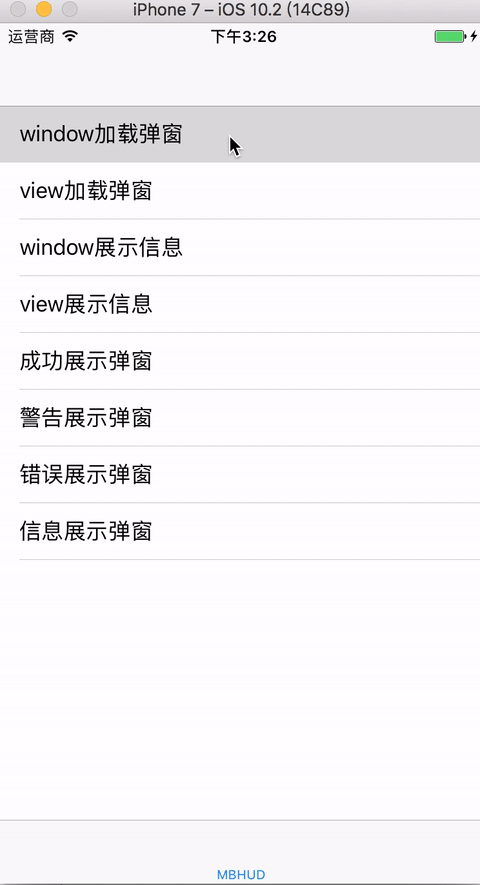 iPhone 7 – iOS 10.2 (14C89)
运营商 下午3:26
window加载弹窗
view加载弹窗
window展示信息
view展示信息
成功展示弹窗
警告展示弹窗
错误展示弹窗
信息展示弹窗
MBHUD